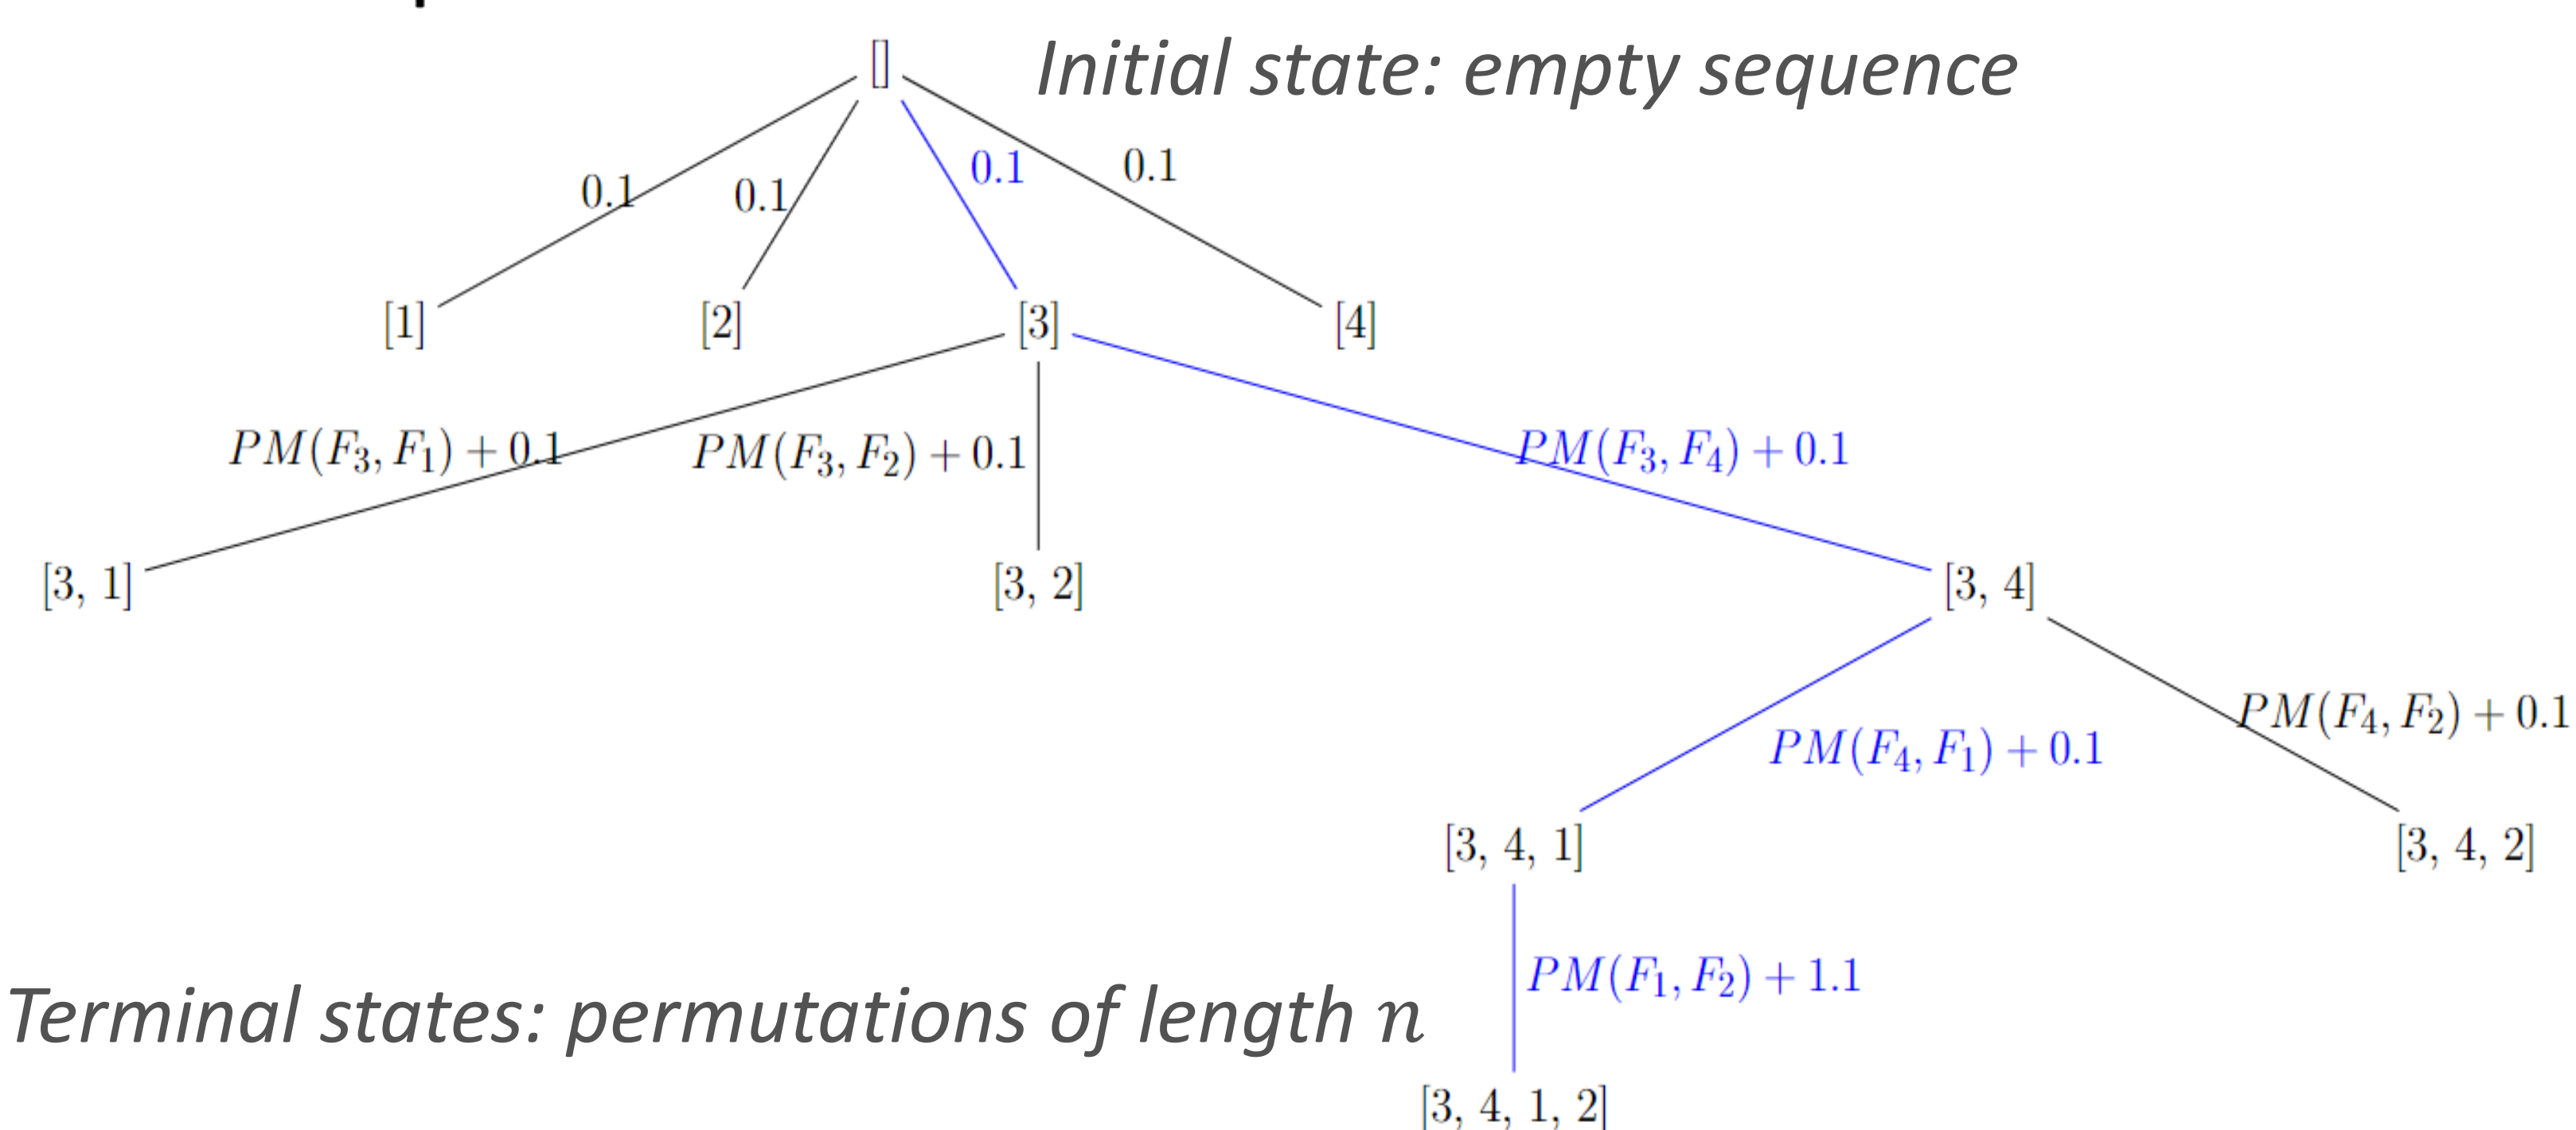 []
Initial state: empty sequence
0.1
0.1
0.1
0.1
[1]
[2]
[3]
[4]
PM(F₃, F₁) + 0.1
PM(F₃, F₂) + 0.1
PM(F₃, F₄) + 0.1
[3, 1]
[3, 2]
[3, 4]
PM(F₄, F₁) + 0.1
PM(F₄, F₂) + 0.1
[3, 4, 1]
[3, 4, 2]
PM(F₁, F₂) + 1.1
Terminal states: permutations of length n
[3, 4, 1, 2]